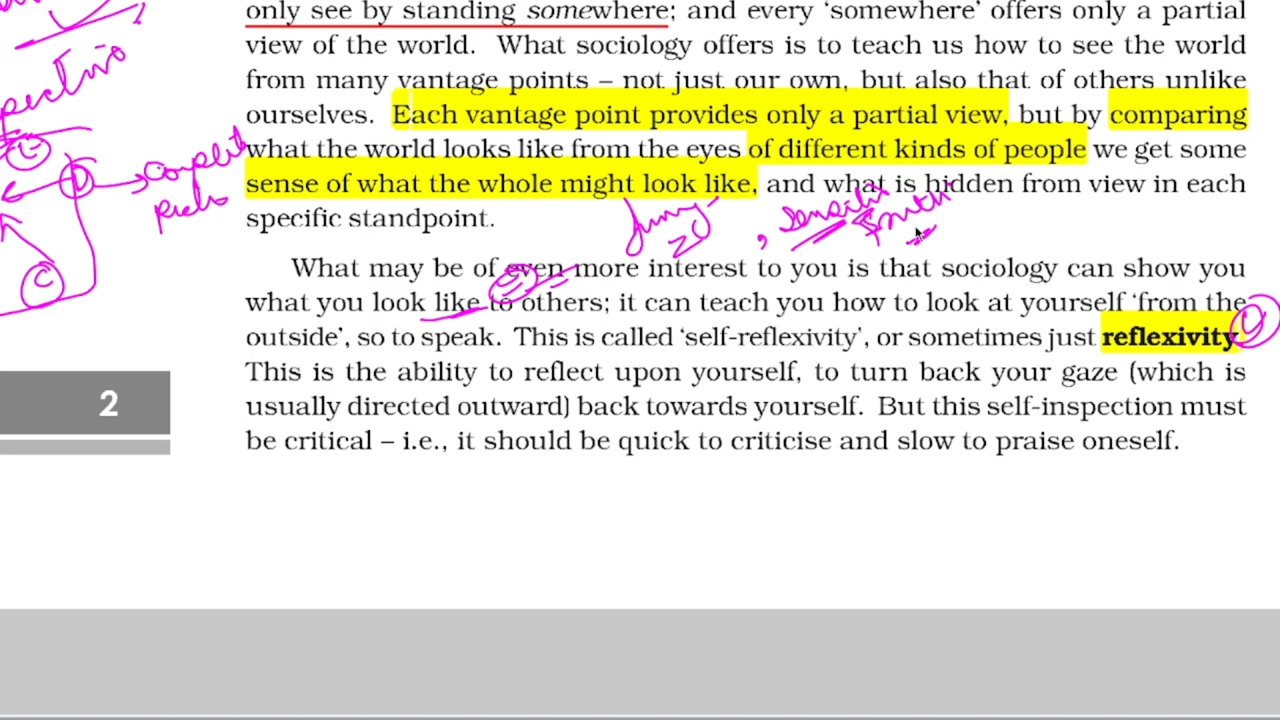 only see by standing somewhere; and every ‘somewhere’ offers only a partial
view of the world. What sociology offers is to teach us how to see the world
from many vantage points – not just our own, but also that of others unlike
ourselves. Each vantage point provides only a partial view, but by comparing
what the world looks like from the eyes of different kinds of people we get some
sense of what the whole might look like, and what is hidden from view in each
specific standpoint.
What may be of even more interest to you is that sociology can show you
what you look like to others; it can teach you how to look at yourself ‘from the
outside’, so to speak. This is called ‘self-reflexivity’, or sometimes just reflexivity
This is the ability to reflect upon yourself, to turn back your gaze (which is
usually directed outward) back towards yourself. But this self-inspection must
be critical – i.e., it should be quick to criticise and slow to praise oneself.
2
D
C